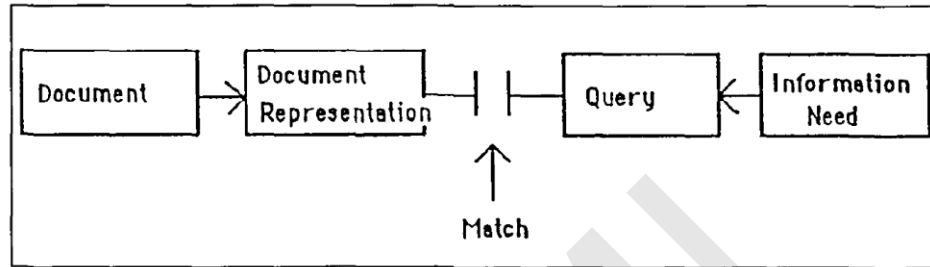 Document
Document
Representation
Query
Information
Need
Match